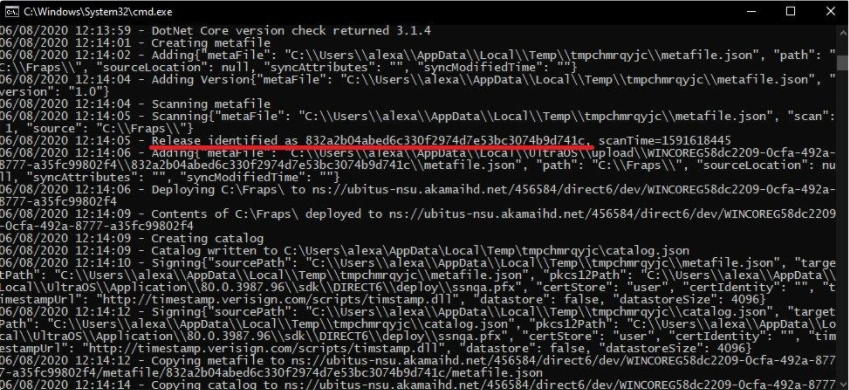 C:\Windows\System32\cmd.exe
06/08/2020 12:13:59 - DotNet Core version check returned 3.1.4
06/08/2020 12:14:01 - Creating metafile
06/08/2020 12:14:02 - Adding{"metaFile": "C:\\Users\\alexa\\AppData\\Local\\Temp\\tmpchmrqyjc\\metafile.json", "path": "
C:\\Fraps\\", "sourceLocation": null, "syncAttributes": "", "syncModifiedTime": ""}
06/08/2020 12:14:04 - Adding Version{"metaFile": "C:\\Users\\alexa\\AppData\\Local\\Temp\\tmpchmrqyjc\\metafile.json", "
version": "1.0"}
06/08/2020 12:14:04 - Scanning metafile
06/08/2020 12:14:05 - Scanning{"metaFile": "C:\\Users\\alexa\\AppData\\Local\\Temp\\tmpchmrqyjc\\metafile.json", "scan":
 1, "source": "C:\\Fraps\\"}
06/08/2020 12:14:05 - Release identified as 832a2b04abed6c330f2974d7e53bc3074b9d741c, scanTime=1591618445
06/08/2020 12:14:06 - Adding{"metaFile": "C:\\Users\\alexa\\AppData\\Local\\UltraOS\\upload\\WINCOREG58dc2209-0cfa-492a-
8777-a35fc99802f4\\832a2b04abed6c330f2974d7e53bc3074b9d741c\\metafile.json", "path": "C:\\Fraps\\", "sourceLocation": nu
ll, "syncAttributes": "", "syncModifiedTime": ""}
06/08/2020 12:14:06 - Deploying C:\Fraps\ to ns://ubitus-nsu.akamaihd.net/456584/direct6/dev/WINCOREG58dc2209-0cfa-492a-
8777-a35fc99802f4
06/08/2020 12:14:09 - Contents of C:\Fraps\ deployed to ns://ubitus-nsu.akamaihd.net/456584/direct6/dev/WINCOREG58dc2209
-0cfa-492a-8777-a35fc99802f4
06/08/2020 12:14:09 - Creating catalog
06/08/2020 12:14:09 - Catalog written to C:\Users\alexa\AppData\Local\Temp\tmpchmrqyjc\catalog.json
06/08/2020 12:14:10 - Signing{"sourcePath": "C:\\Users\\alexa\\AppData\\Local\\Temp\\tmpchmrqyjc\\metafile.json", "targe
tPath": "C:\\Users\\alexa\\AppData\\Local\\Temp\\tmpchmrqyjc\\metafile.json", "pkcs12Path": "C:\\Users\\alexa\\AppData\\
Local\\UltraOS\\Application\\80.0.3987.96\\sdk\\DIRECT6\\deploy\\ssnqa.pfx", "certStore": "user", "certIdentity": "", "t
imestampUrl": "http://timestamp.verisign.com/scripts/timstamp.dll", "datastore": false, "datastoreSize": 4096}
06/08/2020 12:14:12 - Signing{"sourcePath": "C:\\Users\\alexa\\AppData\\Local\\Temp\\tmpchmrqyjc\\catalog.json", "target
Path": "C:\\Users\\alexa\\AppData\\Local\\Temp\\tmpchmrqyjc\\catalog.json", "pkcs12Path": "C:\\Users\\alexa\\AppData\\Lo
cal\\UltraOS\\Application\\80.0.3987.96\\sdk\\DIRECT6\\deploy\\ssnqa.pfx", "certStore": "user", "certIdentity": "", "tim
estampUrl": "http://timestamp.verisign.com/scripts/timstamp.dll", "datastore": false, "datastoreSize": 4096}
06/08/2020 12:14:12 - Copying metafile to ns://ubitus-nsu.akamaihd.net/456584/direct6/dev/WINCOREG58dc2209-0cfa-492a-877
7-a35fc99802f4/metafile/832a2b04abed6c330f2974d7e53bc3074b9d741c/metafile.json
06/08/2020 12:14:14 - Copying catalog to ns://ubitus-nsu.akamaihd.net/456584/direct6/dev/WINCOREG58dc2209-0cfa-492a-8777